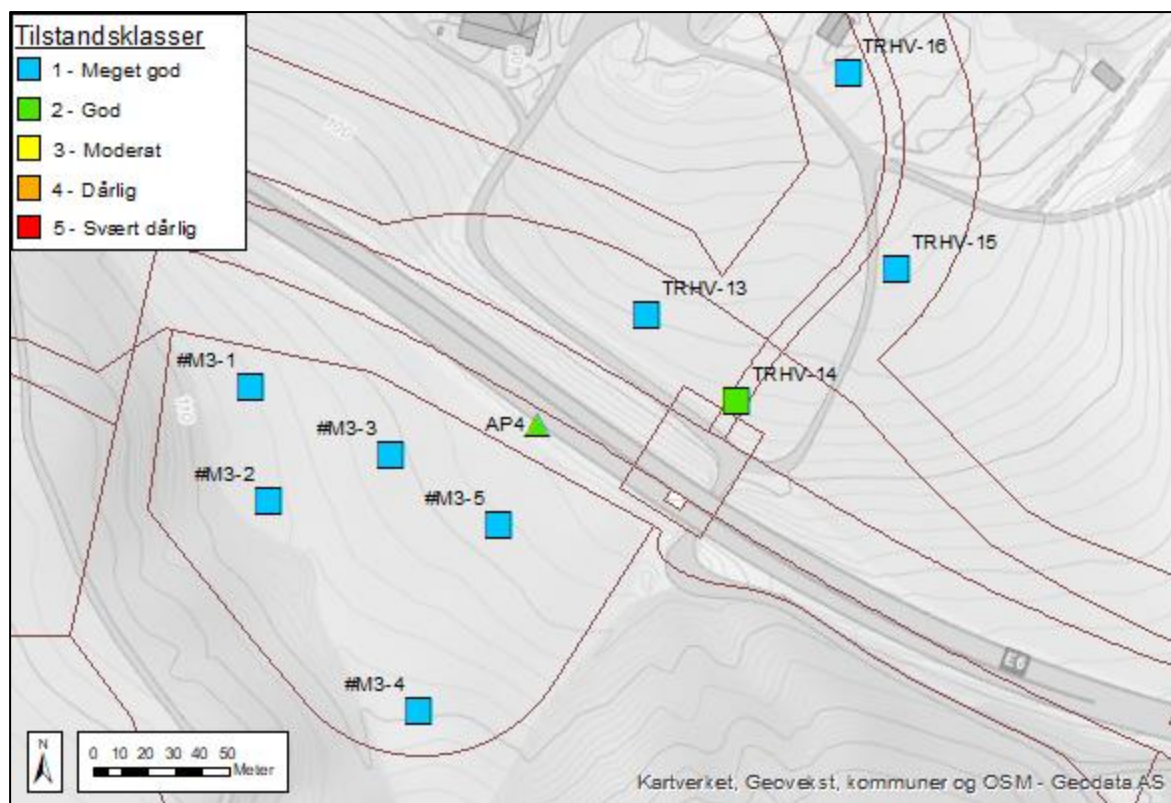 Tilstandsklasser
1 - Meget god
2 - God
3 - Moderat
4 - Dårlig
5 - Svært dårlig
TRHV-16
TRHV-15
TRHV-13
TRHV-14
#M3-1
AP4
#M3-3
#M3-2
#M3-5
E6
#M3-4
N
0 10 20 30 40 50
Meter
Kartverket, Geovekst, kommuner og OSM - Geodata AS